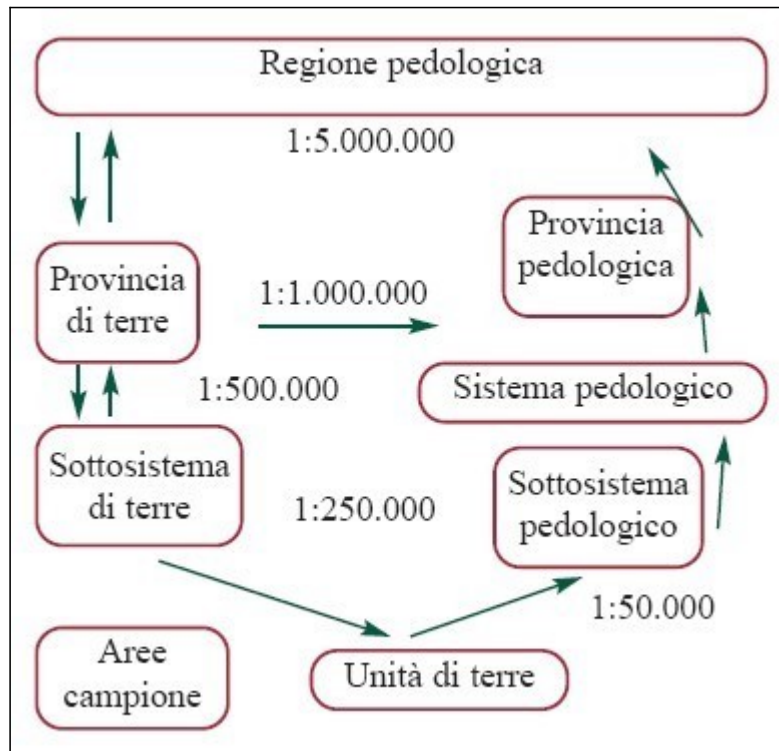 Regione pedologica
1:5.000.000
Provincia
pedologica
Provincia
di terre
1:1.000.000
1:500.000
Sistema pedologico
Sottosistema
di terre
1:250.000
Sottosistema
pedologico
1:50.000
Aree
campione
Unità di terre